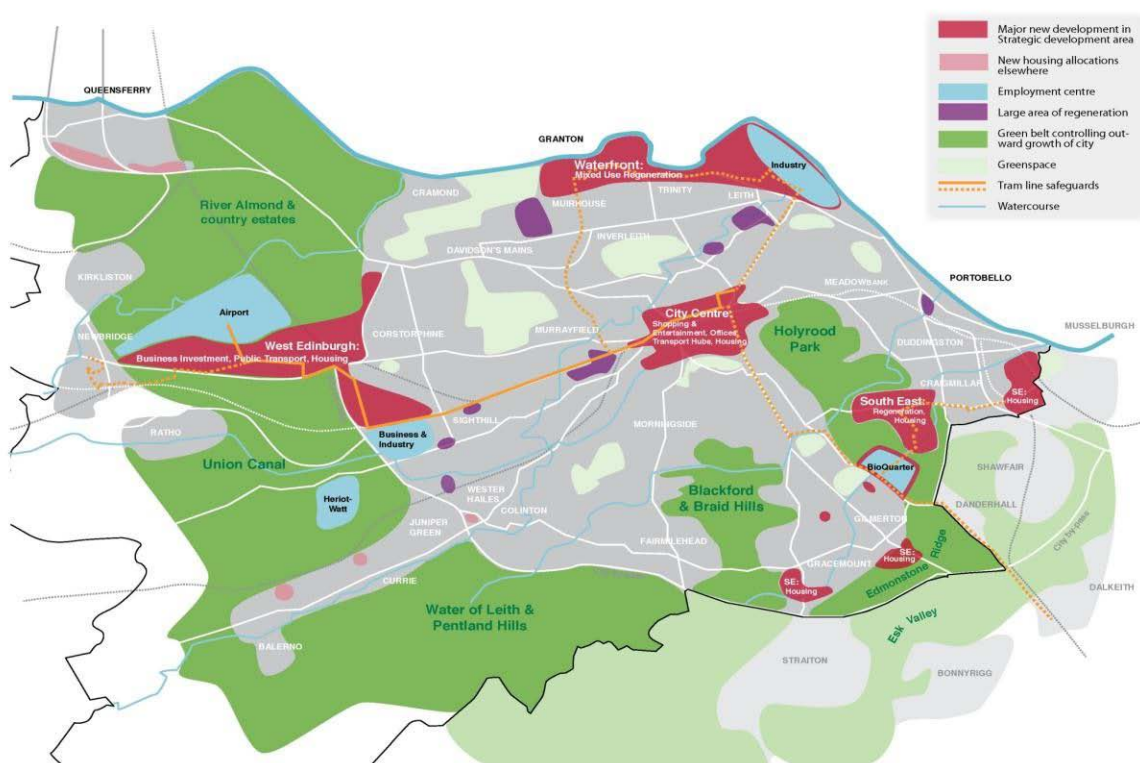 Major new development in
Strategic development area
New housing allocations
elsewhere
Employment centre
Large area of regeneration
Green belt controlling out-
ward growth of city
Greenspace
Tram line safeguards
Watercourse
QUEENSFERRY
GRANTON
Industry
Waterfront:
Mixed Use Regeneration
CRAMOND
TRINITY
MUIRHOUSE
LEITH
River Almond &
country estates
INVERLEITH
DAVIDSON'S MAINS
KIRKLISTON
PORTOBELLO
MEADOWBANK
Airport
City Centre:
Shopping &
Entertainment, Offices,
Transport Hubs, Housing
MUSSELBURGH
NEWBRIDGE
CORSTORPHINE
MURRAYFIELD
Holyrood
Park
West Edinburgh:
Business Investment, Public Transport, Housing
DUDDINGSTON
CRAIGMILLAR
SE:
Housing
South East:
Regeneration,
Housing
SIGHTHILL
MORNINGSIDE
RATHO
Business &
Industry
Union Canal
BioQuarter
SHAWFAIR
Heriot-
Watt
WESTER
HAILES
COLINTON
Blackford
& Braid Hills
DANDERHALL
JUNIPER
GREEN
GILMERTON
City by-pass
FAIRMILEHEAD
SE:
Housing
GRACEMOUNT
Edmonstone Ridge
CURRIE
SE:
Housing
DALKEITH
Water of Leith &
Pentland Hills
Esk Valley
BALERNO
STRAITON
BONNYRIGG